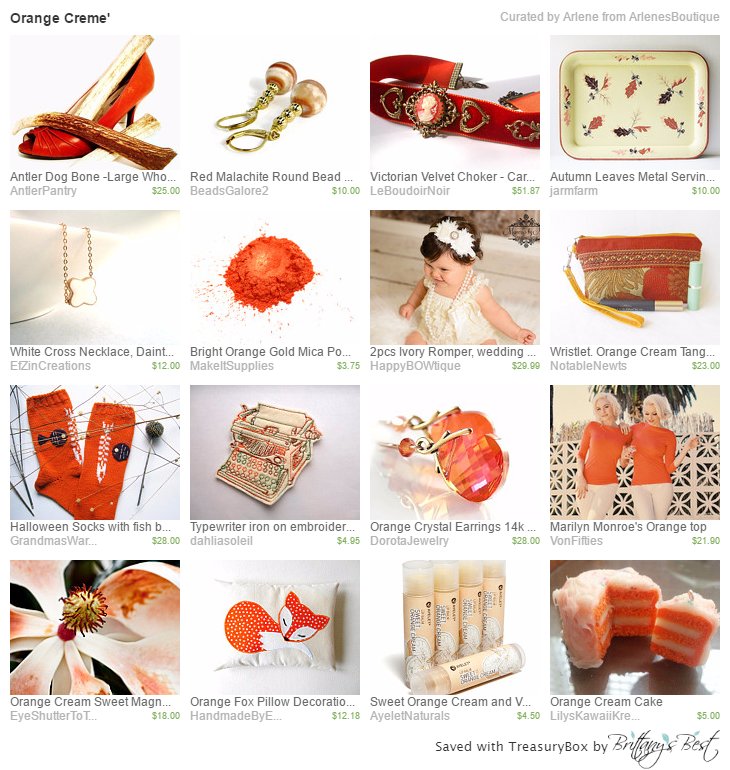 Orange Creme'
Curated by Arlene from ArlenesBoutique
Antler Dog Bone -Large Who...
AntlerPantry $25.00
Red Malachite Round Bead ...
BeadsGalore2 $10.00
Victorian Velvet Choker - Car...
LeBoudoirNoir $51.87
Autumn Leaves Metal Servin...
jarmfarm $10.00
White Cross Necklace, Daint...
EfZinCreations $12.00
Bright Orange Gold Mica Po...
MakeItSupplies $3.75
2pcs Ivory Romper, wedding ...
HappyBOWtique $29.99
Wristlet. Orange Cream Tang...
NotableNewts $23.00
Halloween Socks with fish b...
GrandmasWar... $28.00
Typewriter iron on embroider...
dahliasoleil $4.95
Orange Crystal Earrings 14k ...
DorotaJewelry $28.00
Marilyn Monroe's Orange top
VonFifties $21.90
SWEET
ORANGE CREAM
Orange Cream Sweet Magn...
EyeShutterToT... $18.00
Orange Fox Pillow Decoratio...
HandmadeByE... $12.18
Sweet Orange Cream and V...
AyeletNaturals $4.50
Orange Cream Cake
LilysKawaiiKre... $5.00
Saved with TreasuryBox by Brittany's Best